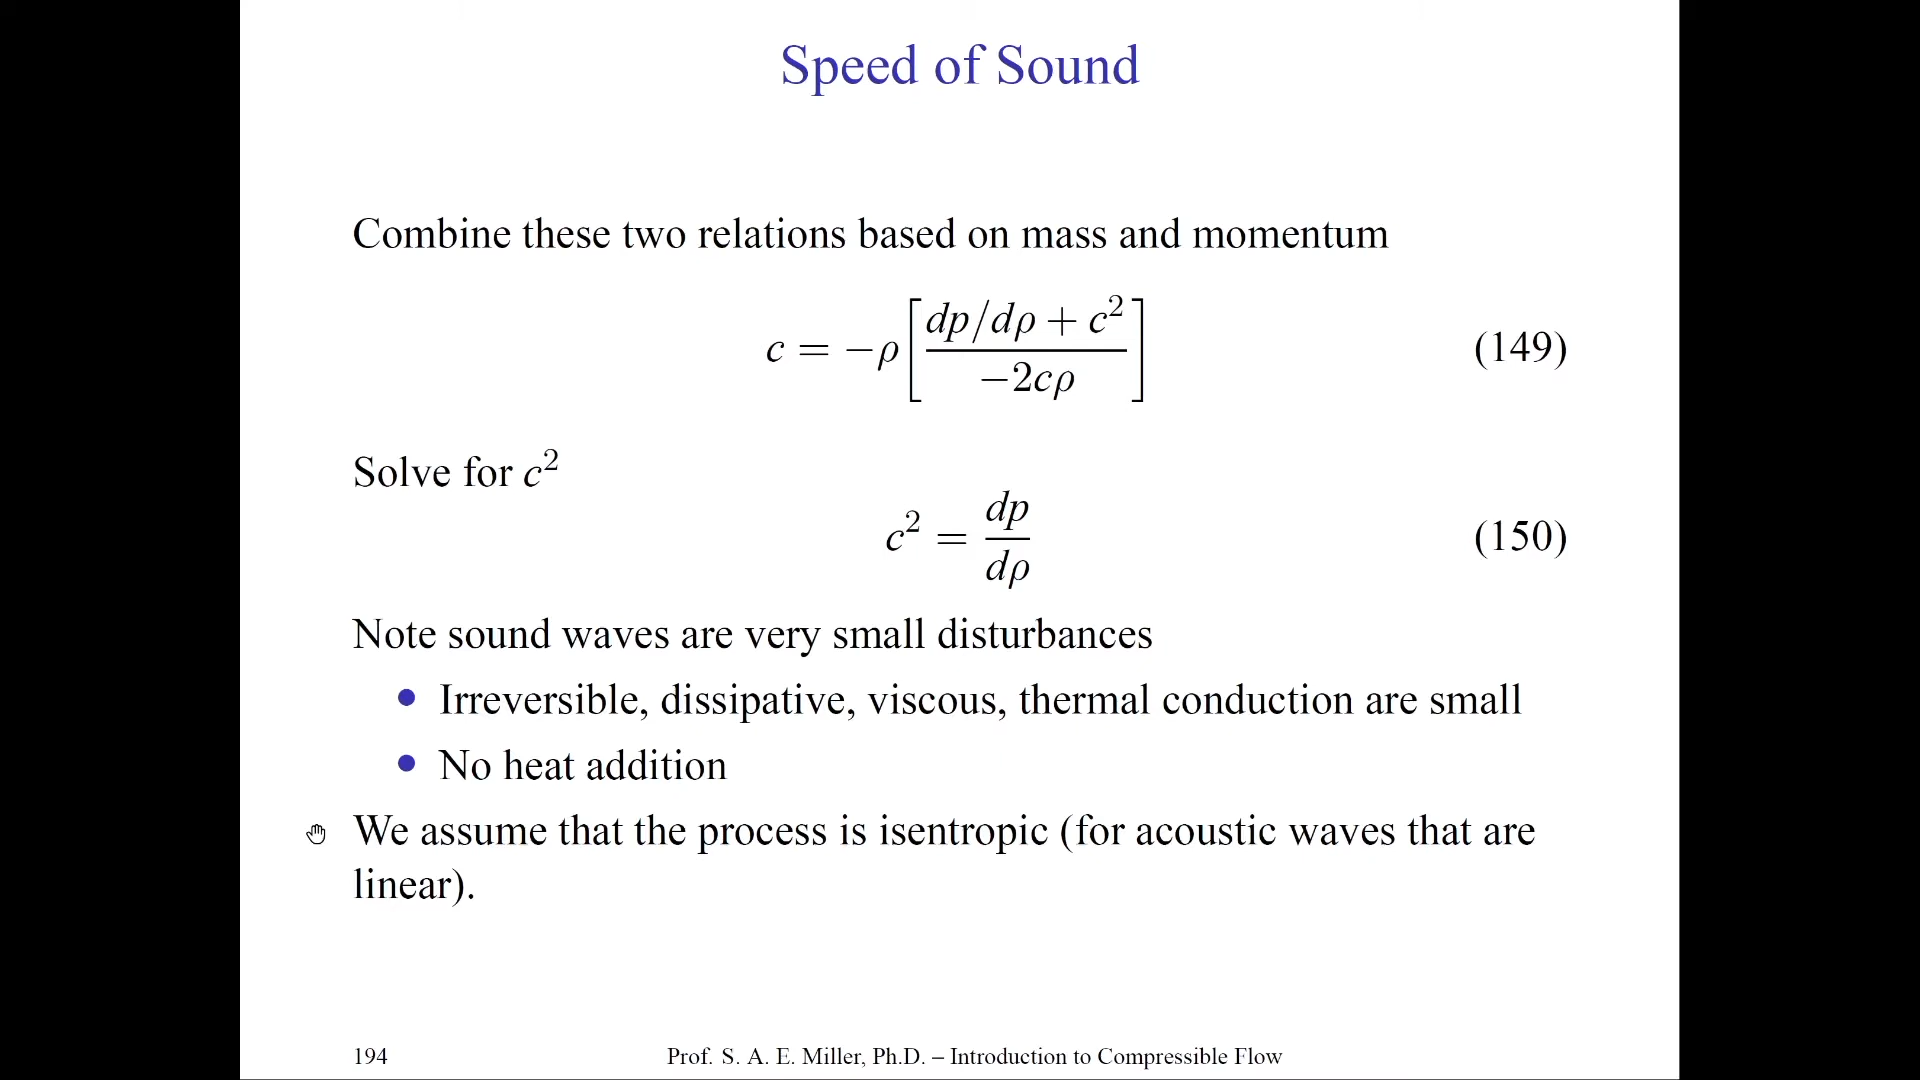 Speed of Sound
Combine these two relations based on mass and momentum
c = −ρ[(dp/dρ + c²)/(−2cρ)] (149)
Solve for c²
c² = dp/dρ (150)
Note sound waves are very small disturbances
• Irreversible, dissipative, viscous, thermal conduction are small
• No heat addition
We assume that the process is isentropic (for acoustic waves that are
linear).
194 Prof. S. A. E. Miller, Ph.D. – Introduction to Compressible Flow